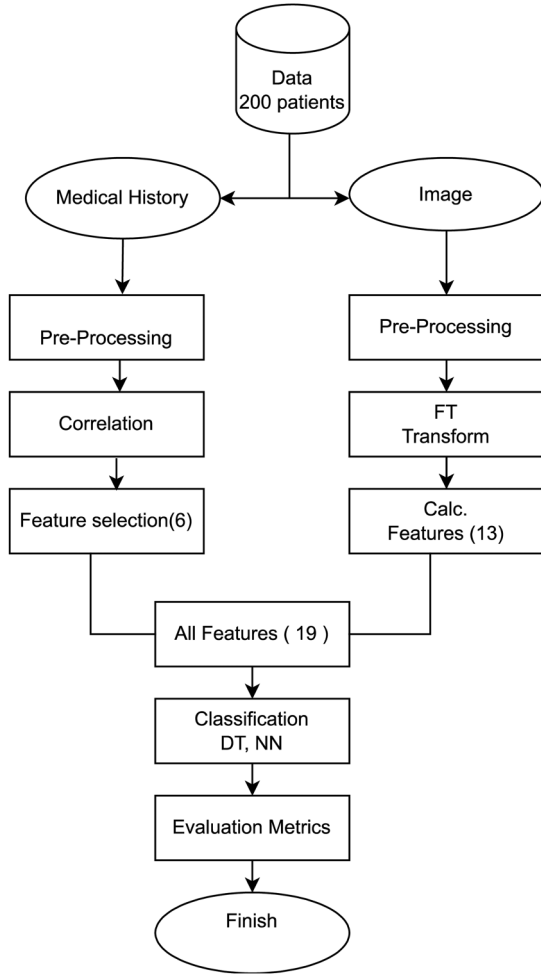 Data
200 patients
Medical History
Image
Pre-Processing
Pre-Processing
Correlation
FT
Transform
Feature selection(6)
Calc.
Features (13)
All Features ( 19 )
Classification
DT, NN
Evaluation Metrics
Finish